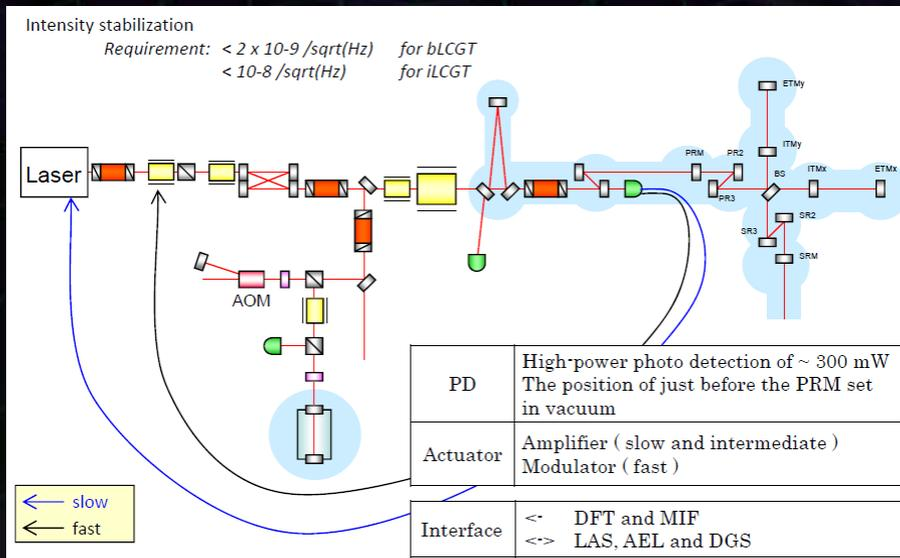 Intensity stabilization
Requirement: < 2 x 10-9 /sqrt(Hz) for bLCGT
< 10-8 /sqrt(Hz) for iLCGT
ETMy
ITMy
PRM
PR2
BS
ITMx
ETMx
Laser
PR3
SR2
SR3
SRM
AOM
PD
High-power photo detection of ~ 300 mW
The position of just before the PRM set
in vacuum
Actuator
Amplifier ( slow and intermediate )
Modulator ( fast )
Interface
<- DFT and MIF
<-> LAS, AEL and DGS
slow
fast